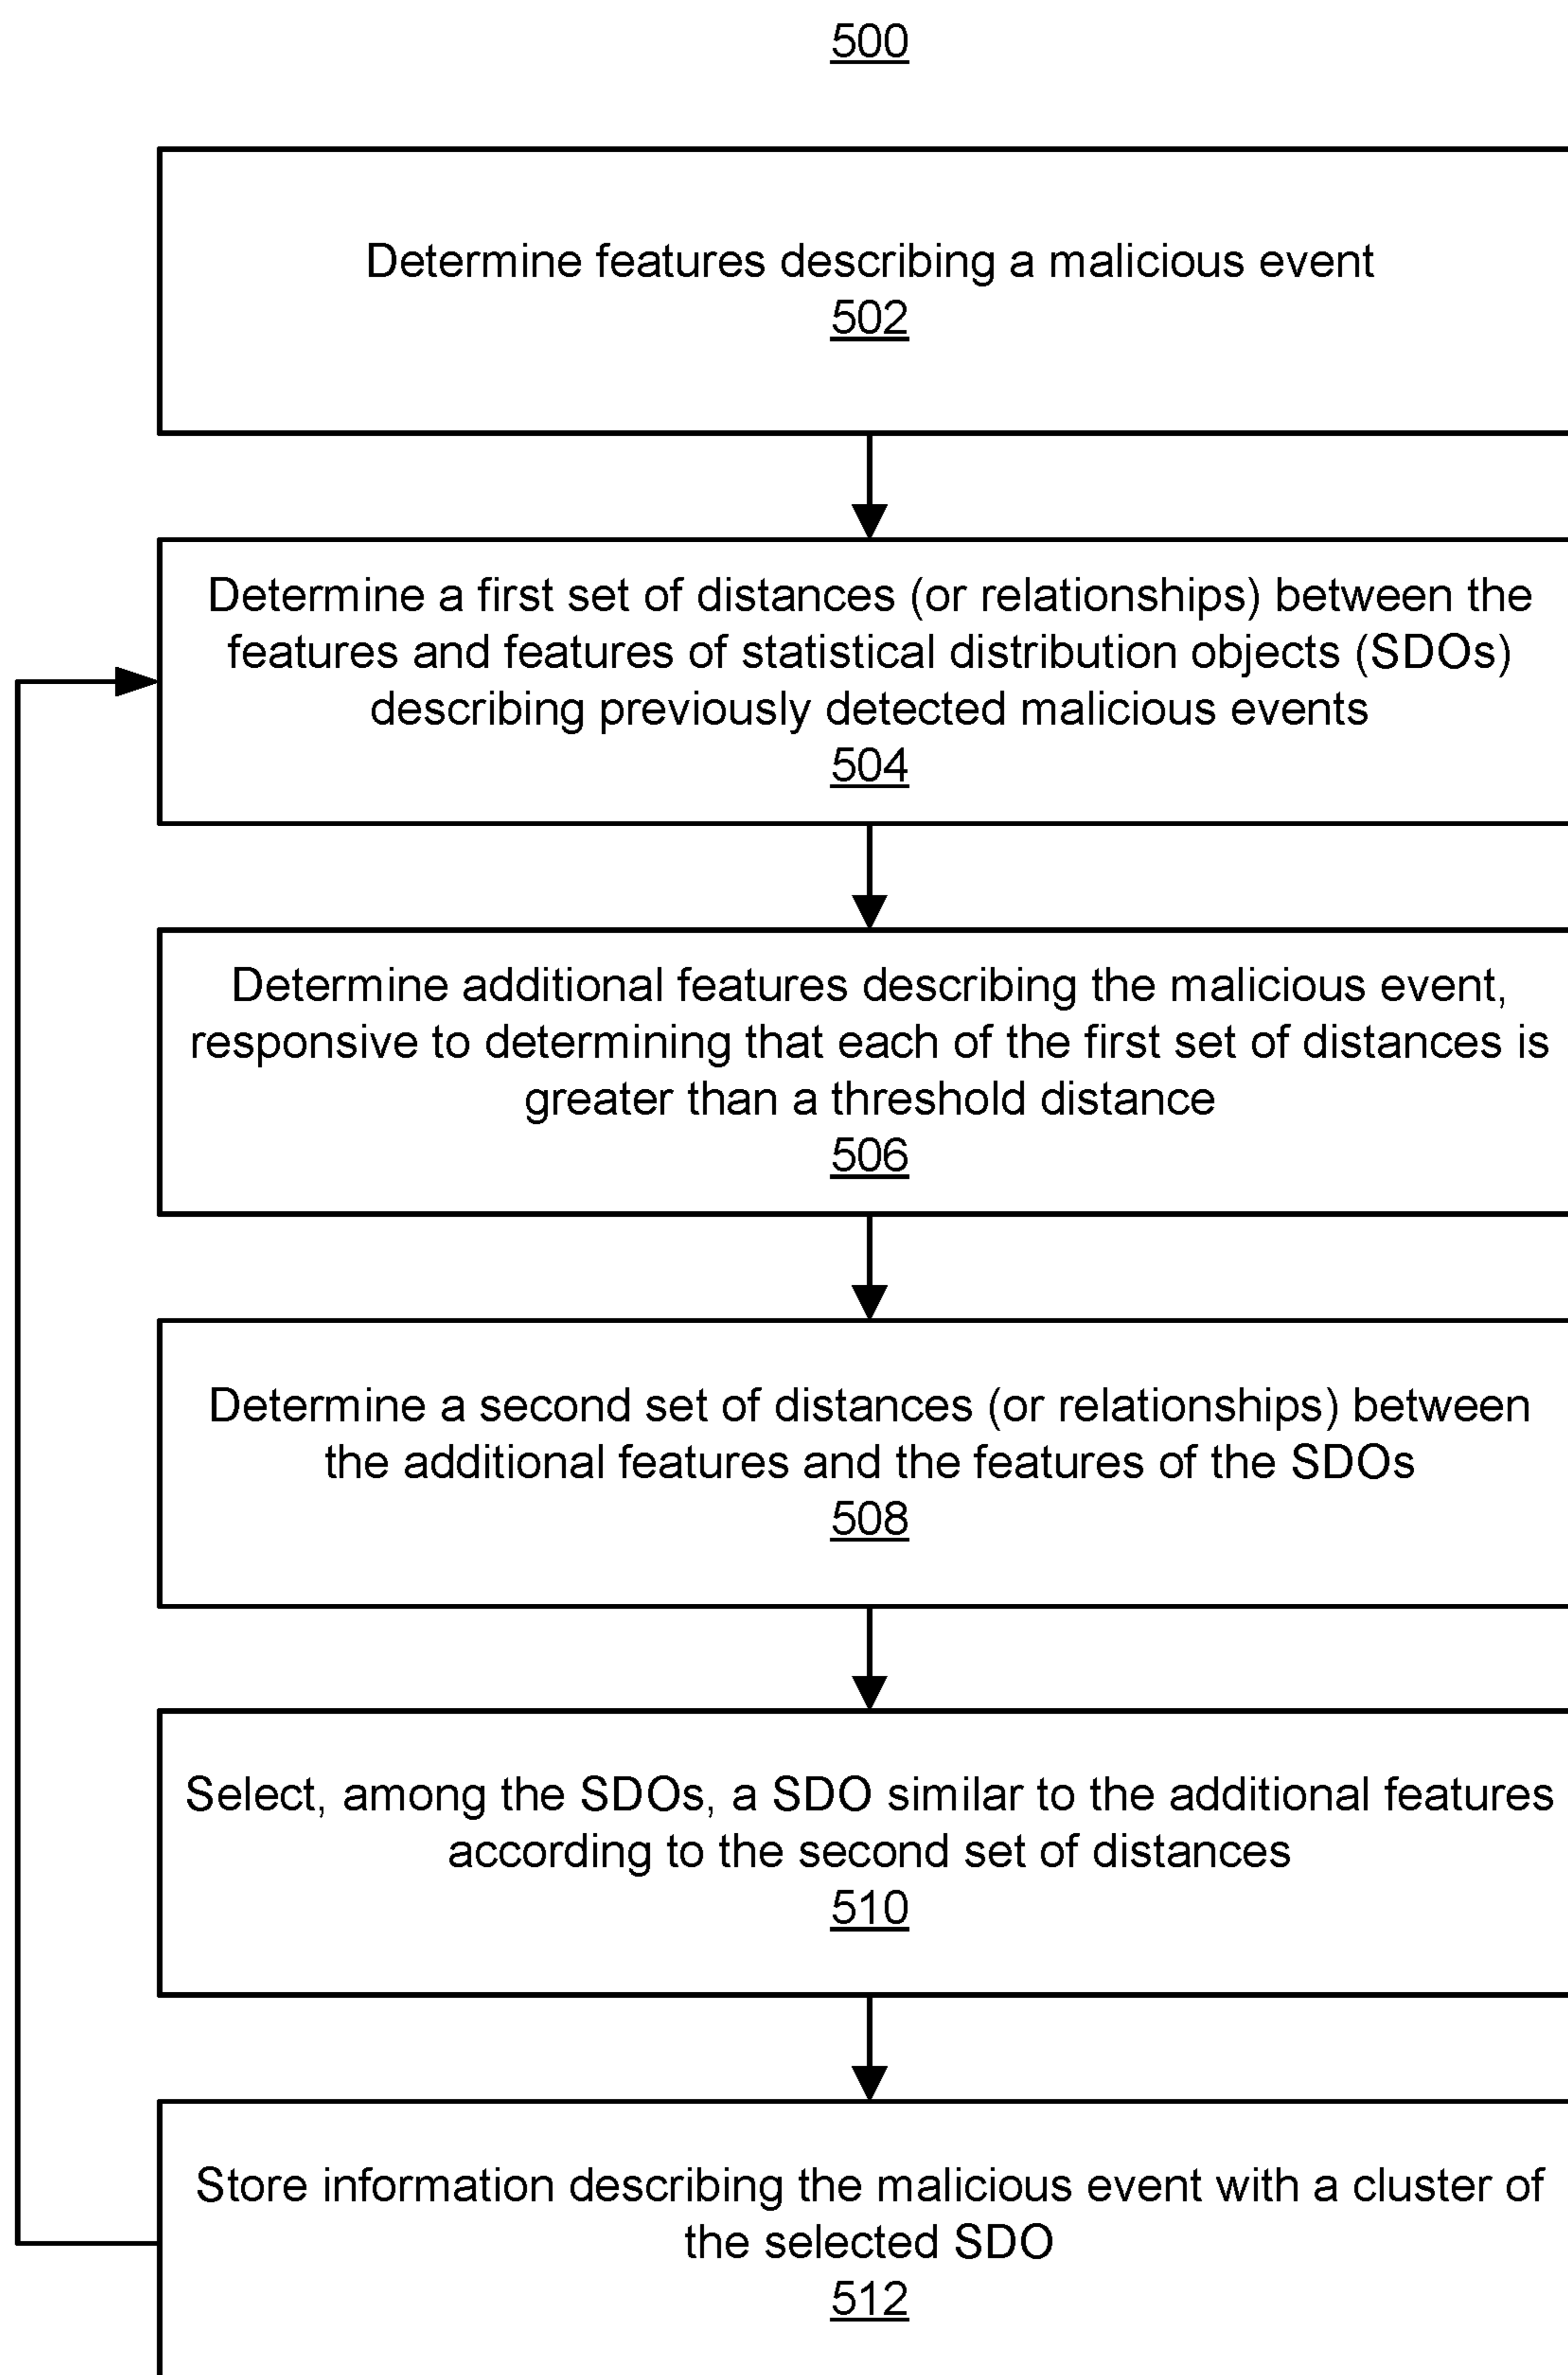 500
Determine features describing a malicious event
502
Determine a first set of distances (or relationships) between the
features and features of statistical distribution objects (SDOs)
describing previously detected malicious events
504
Determine additional features describing the malicious event,
responsive to determining that each of the first set of distances is
greater than a threshold distance
506
Determine a second set of distances (or relationships) between
the additional features and the features of the SDOs
508
Select, among the SDOs, a SDO similar to the additional features
according to the second set of distances
510
Store information describing the malicious event with a cluster of
the selected SDO
512